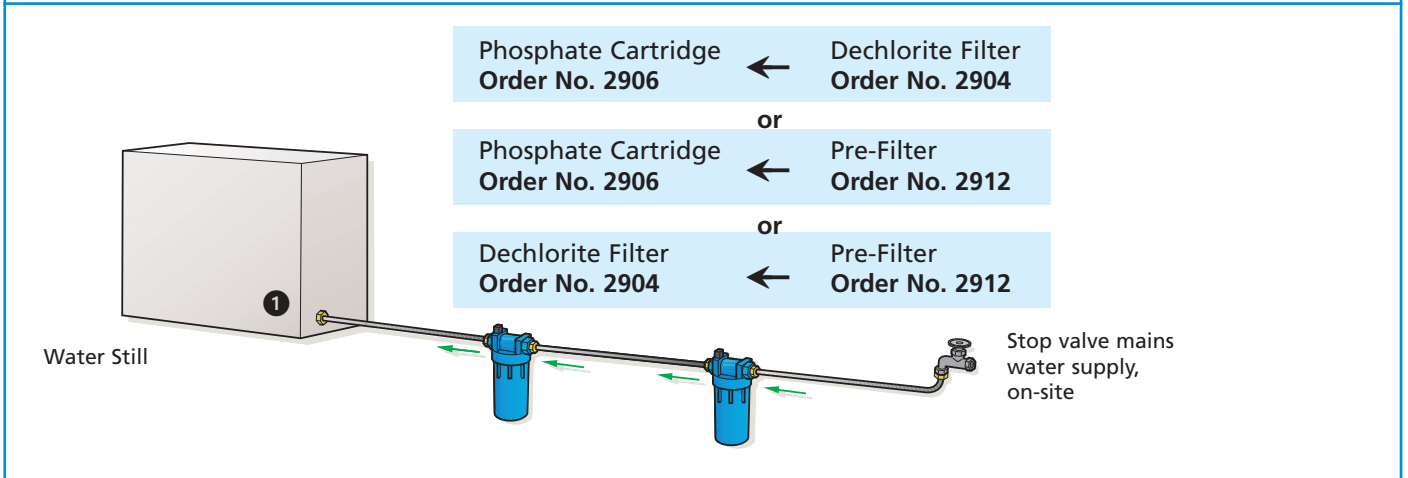 Phosphate Cartridge
Order No. 2906
Dechlorite Filter
Order No. 2904
or
Phosphate Cartridge
Order No. 2906
Pre-Filter
Order No. 2912
or
Dechlorite Filter
Order No. 2904
Pre-Filter
Order No. 2912
1
Water Still
Stop valve mains
water supply,
on-site